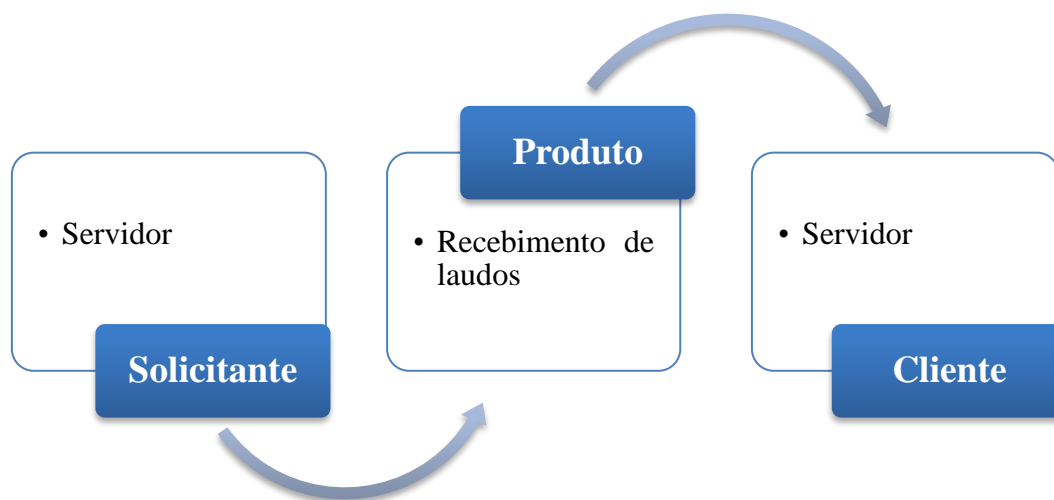 • Servidor
Solicitante
Produto
• Recebimento de
laudos
• Servidor
Cliente